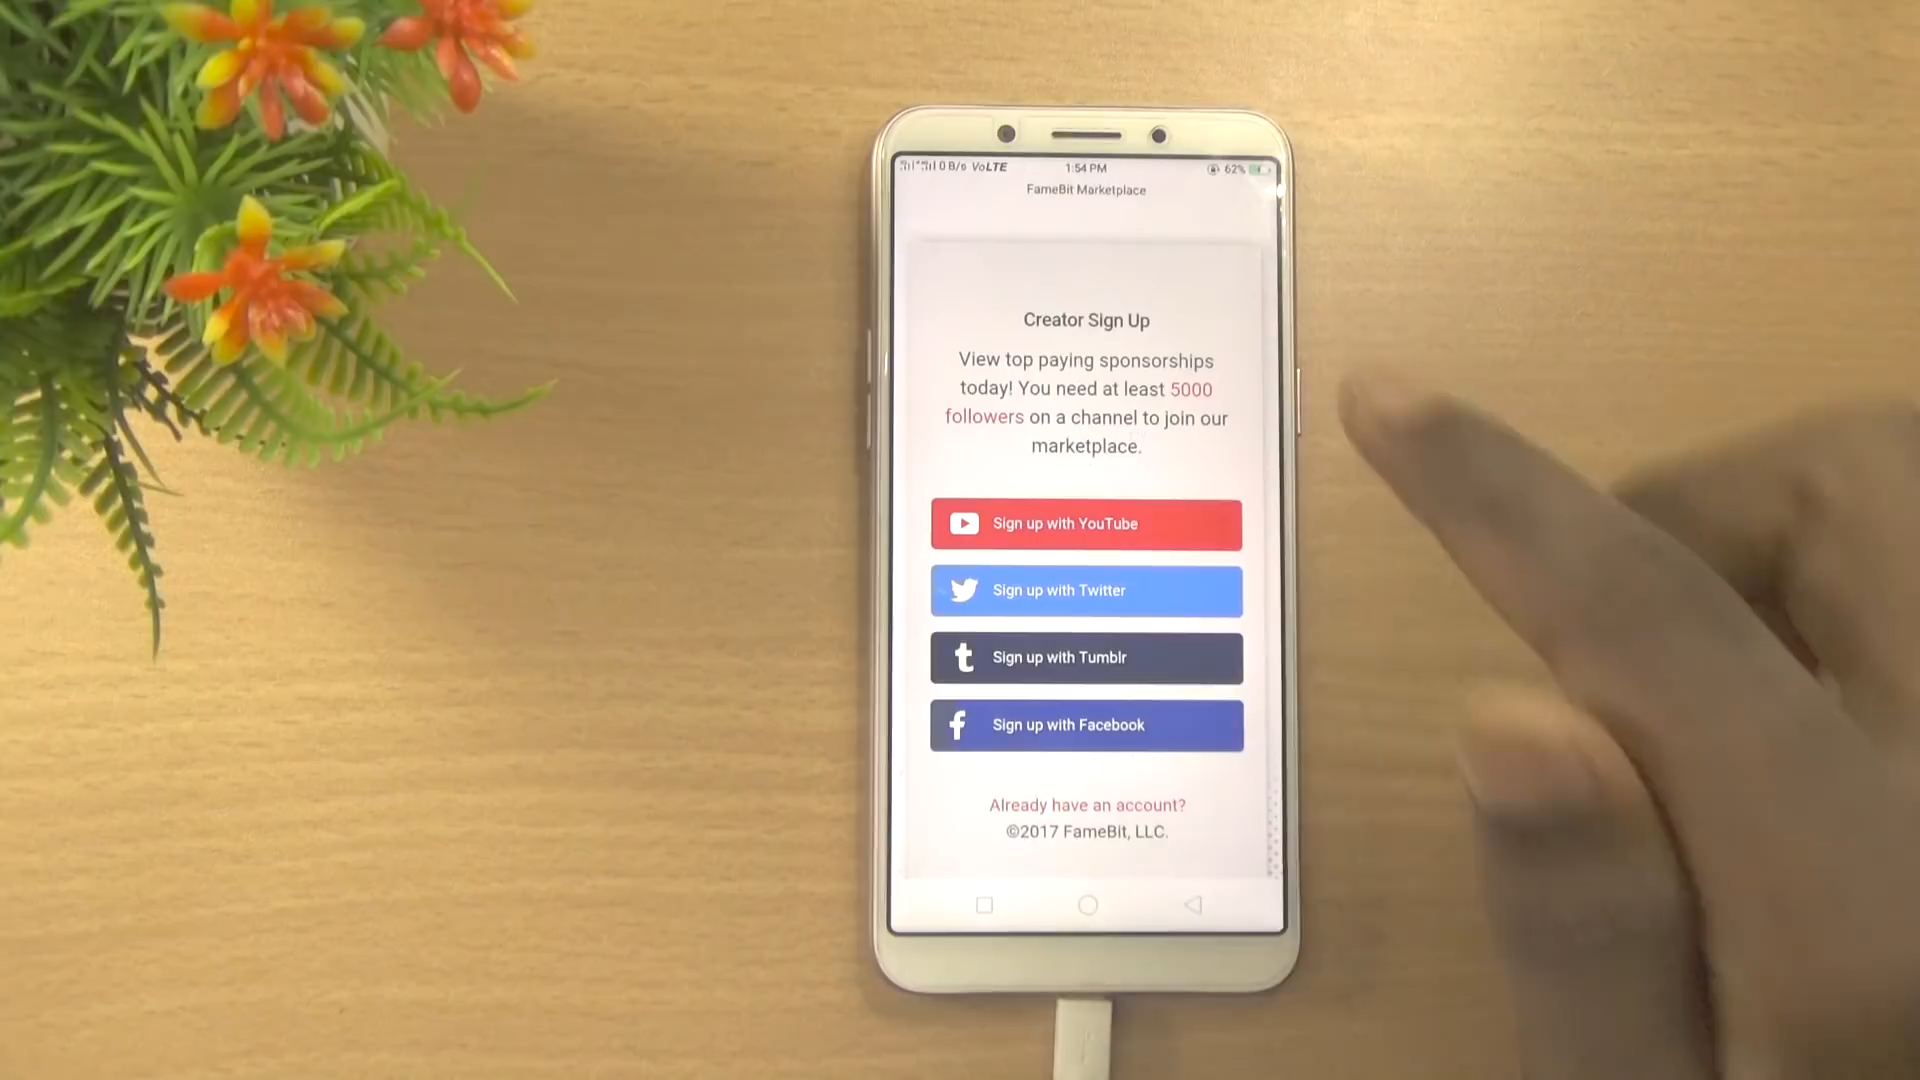 0 B/s VoLTE 1:54 PM 62%
FameBit Marketplace
Creator Sign Up
View top paying sponsorships
today! You need at least 5000
followers on a channel to join our
marketplace.
Sign up with YouTube
Sign up with Twitter
Sign up with Tumblr
Sign up with Facebook
Already have an account?
©2017 FameBit, LLC.